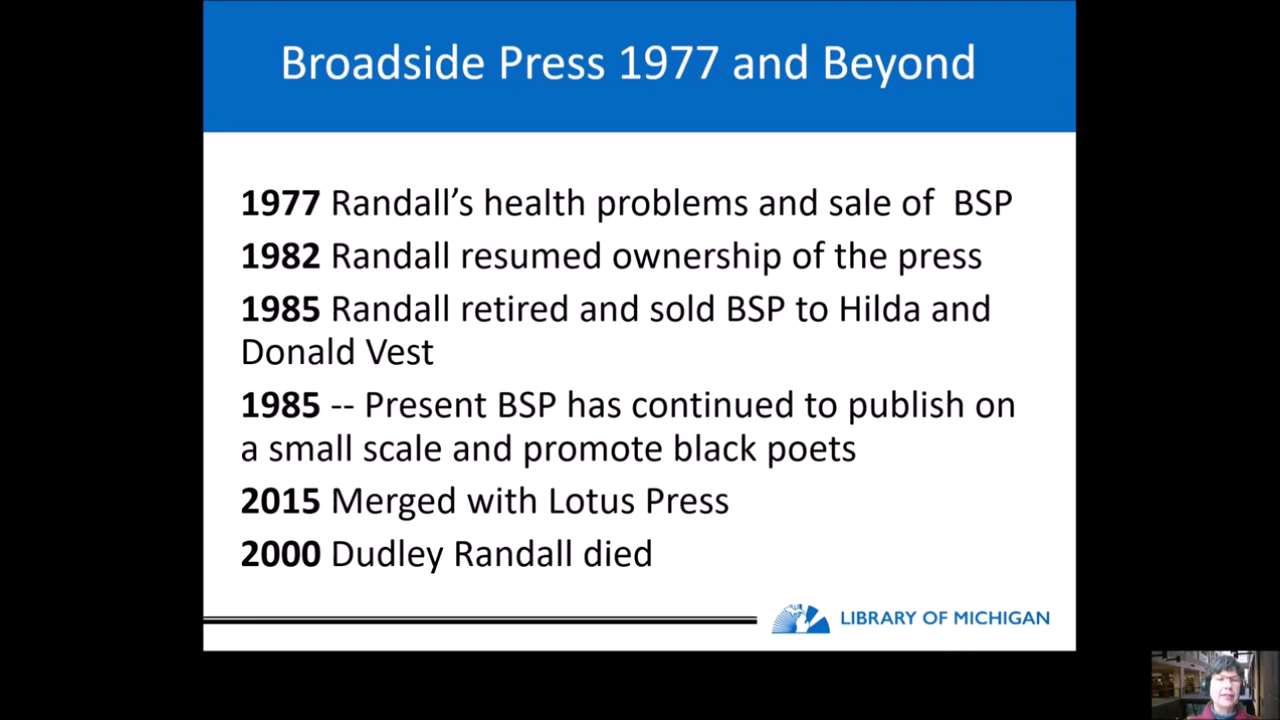 Broadside Press 1977 and Beyond
1977 Randall’s health problems and sale of  BSP
1982 Randall resumed ownership of the press
1985 Randall retired and sold BSP to Hilda and
Donald Vest
1985 -- Present BSP has continued to publish on
a small scale and promote black poets
2015 Merged with Lotus Press
2000 Dudley Randall died
LIBRARY OF MICHIGAN